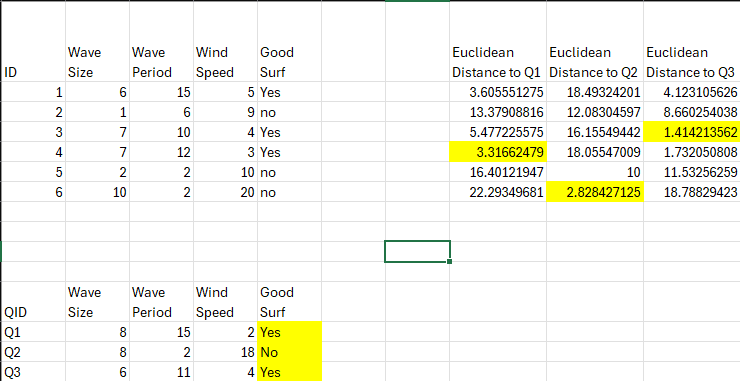 ID Wave Size Wave Period Wind Speed Good Surf Euclidean Distance to Q1 Euclidean Distance to Q2 Euclidean Distance to Q3
1 6 15 5 Yes 3.605551275 18.49324201 4.123105626
2 1 6 9 no 13.37908816 12.08304597 8.660254038
3 7 10 4 Yes 5.477225575 16.15549442 1.414213562
4 7 12 3 Yes 3.31662479 18.05547009 1.732050808
5 2 2 10 no 16.40121947 10 11.53256259
6 10 2 20 no 22.29349681 2.828427125 18.78829423
QID Wave Size Wave Period Wind Speed Good Surf
Q1 8 15 2 Yes
Q2 8 2 18 No
Q3 6 11 4 Yes